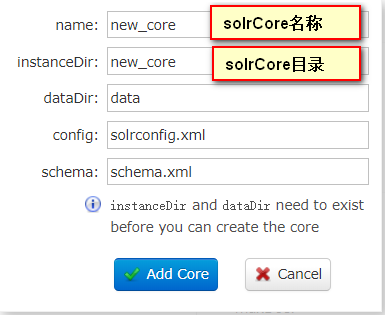 name: new_core solrCore名称
instanceDir: new_core solrCore目录
dataDir: data
config: solrconfig.xml
schema: schema.xml
instanceDir and dataDir need to exist
before you can create the core
Add Core Cancel